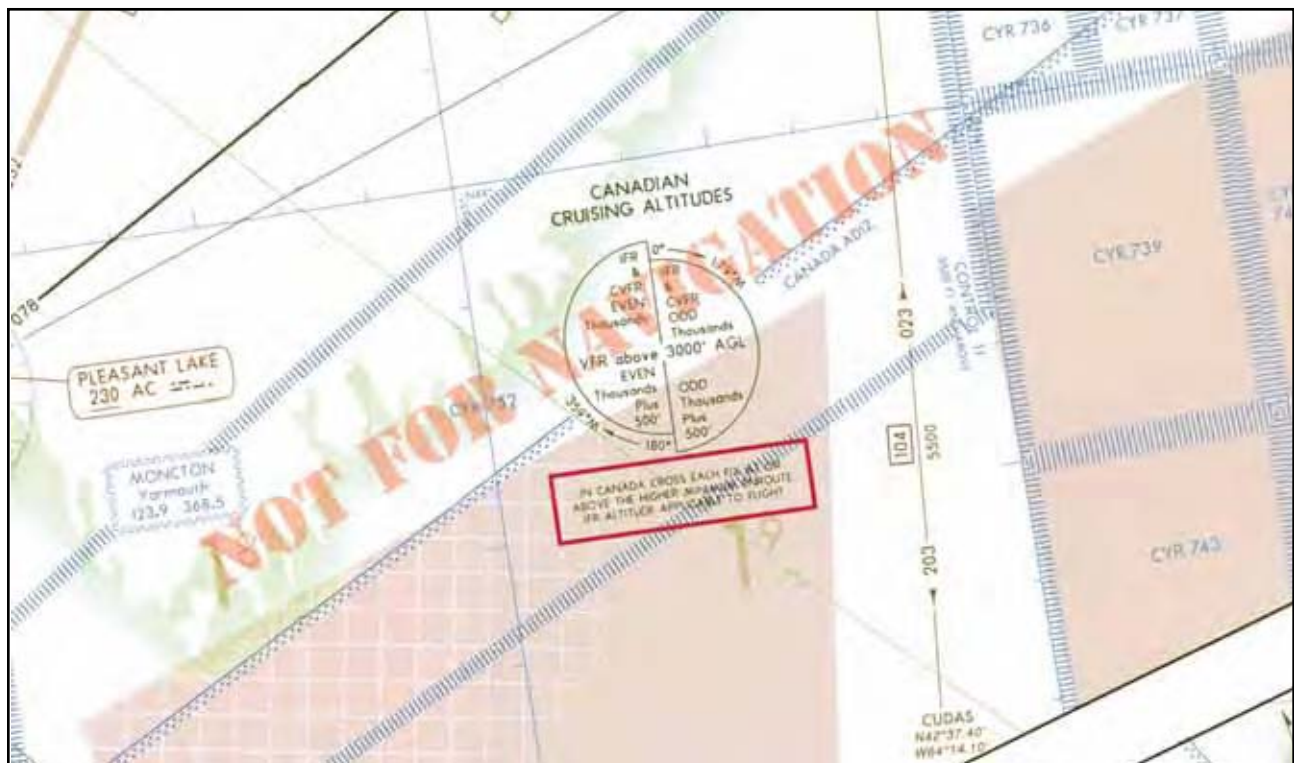 CYR 736
CYR 737
CANADIAN
CRUISING ALTITUDES
0°
179°
IFR
&
CVFR
EVEN
Thousands
IFR
&
CVFR
ODD
Thousands
VFR above 3000' AGL
EVEN
Thousands
Plus
500'
ODD
Thousands
Plus
500'
359°
180°
NOT FOR NAVIGATION
CANADA ADIZ
CYR 739
023
104
5500
203
078
PLEASANT LAKE
230 AC
MONCTON
Yarmouth
123.9 368.5
IN CANADA CROSS EACH FIX AT OR
ABOVE THE HIGHER MINIMUM ENROUTE
IFR ALTITUDE APPLICABLE TO FLIGHT
CYR 743
CUDAS
N42°37.40'
W64°14.10'